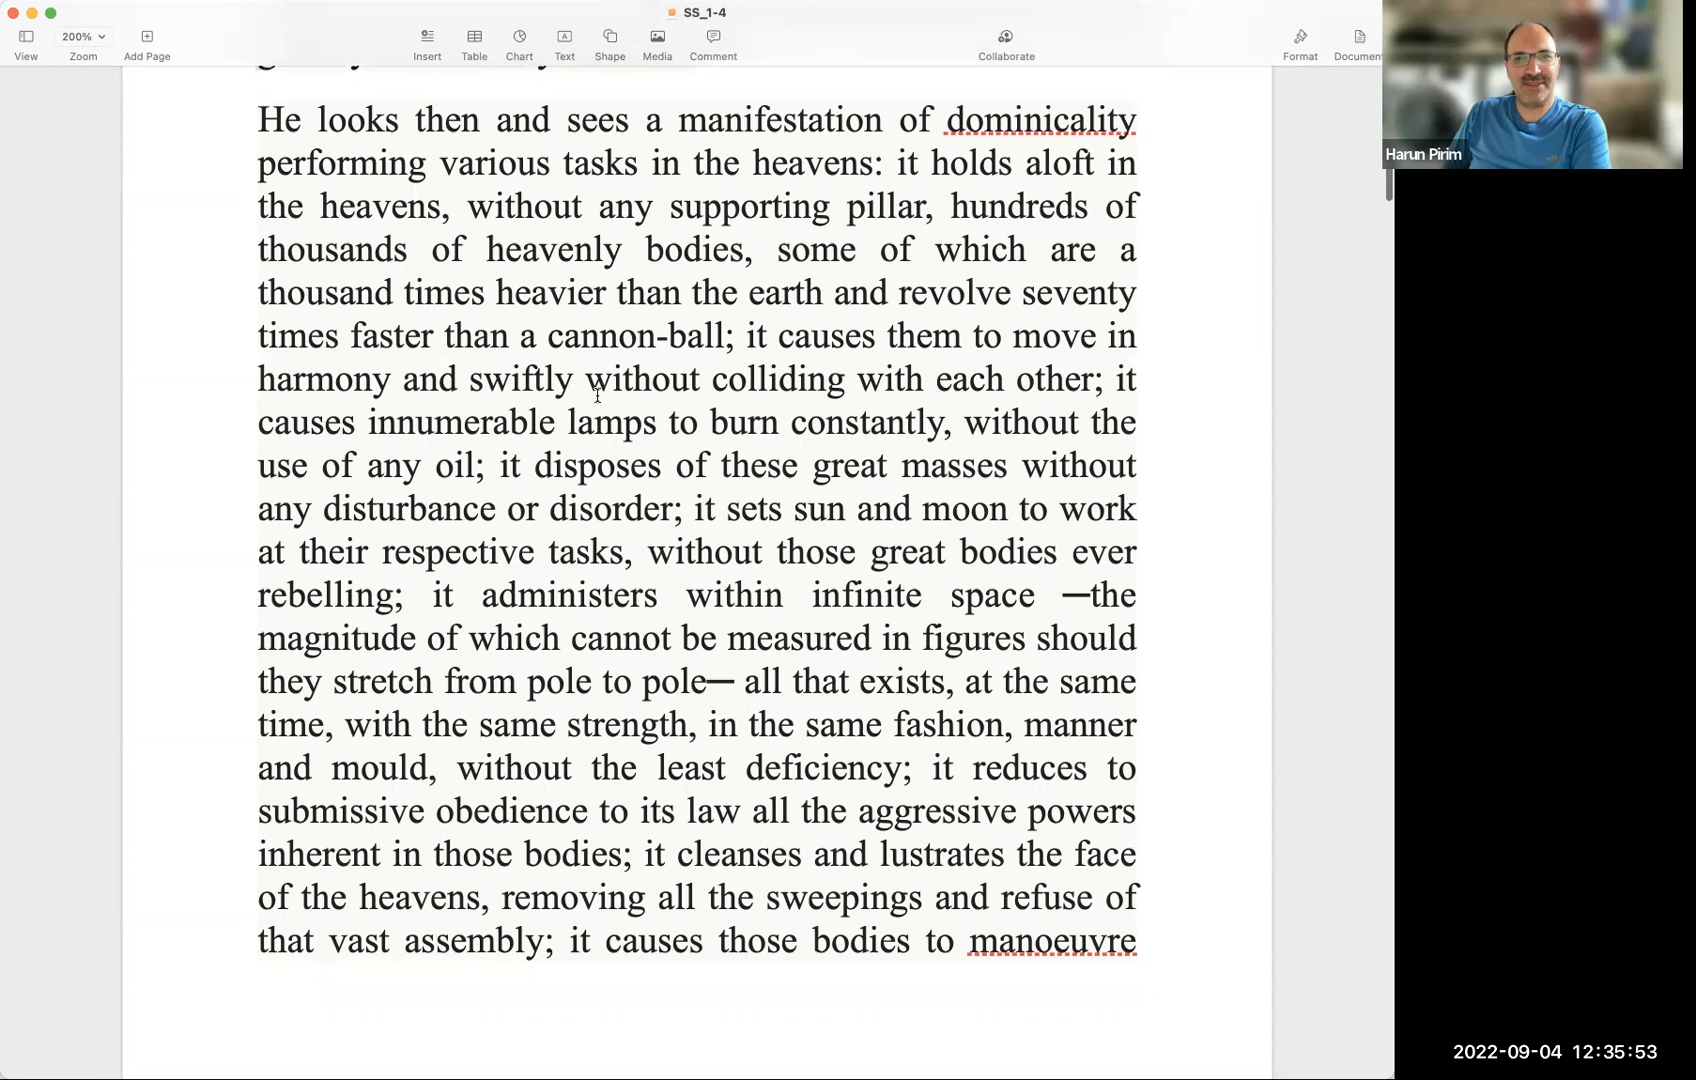 SS_1-4
200%
View
Zoom
Add Page
Insert
Table
Chart
Text
Shape
Media
Comment
Collaborate
Format
Document
Harun Pirim
He looks then and sees a manifestation of dominicality
performing various tasks in the heavens: it holds aloft in
the heavens, without any supporting pillar, hundreds of
thousands of heavenly bodies, some of which are a
thousand times heavier than the earth and revolve seventy
times faster than a cannon-ball; it causes them to move in
harmony and swiftly without colliding with each other; it
causes innumerable lamps to burn constantly, without the
use of any oil; it disposes of these great masses without
any disturbance or disorder; it sets sun and moon to work
at their respective tasks, without those great bodies ever
rebelling; it administers within infinite space —the
magnitude of which cannot be measured in figures should
they stretch from pole to pole— all that exists, at the same
time, with the same strength, in the same fashion, manner
and mould, without the least deficiency; it reduces to
submissive obedience to its law all the aggressive powers
inherent in those bodies; it cleanses and lustrates the face
of the heavens, removing all the sweepings and refuse of
that vast assembly; it causes those bodies to manoeuvre
2022-09-04 12:35:53